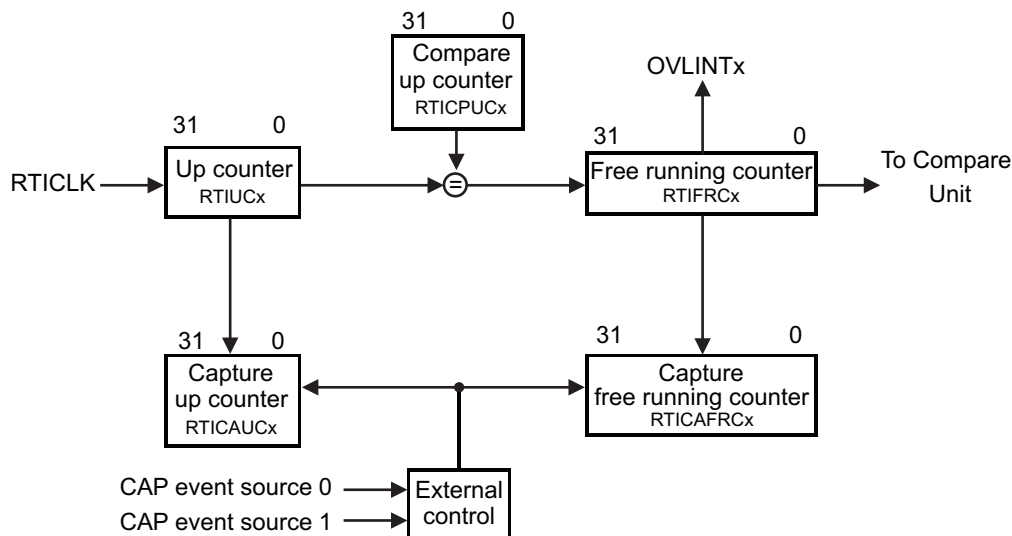 31 0
Compare
up counter
RTICPUCx
OVLINTx
31 0
Up counter
RTIUCx
RTICLK
=
31 0
Free running counter
RTIFRCx
To Compare
Unit
31 0
Capture
up counter
RTICAUCx
31 0
Capture
free running counter
RTICAFRCx
CAP event source 0
CAP event source 1
External
control